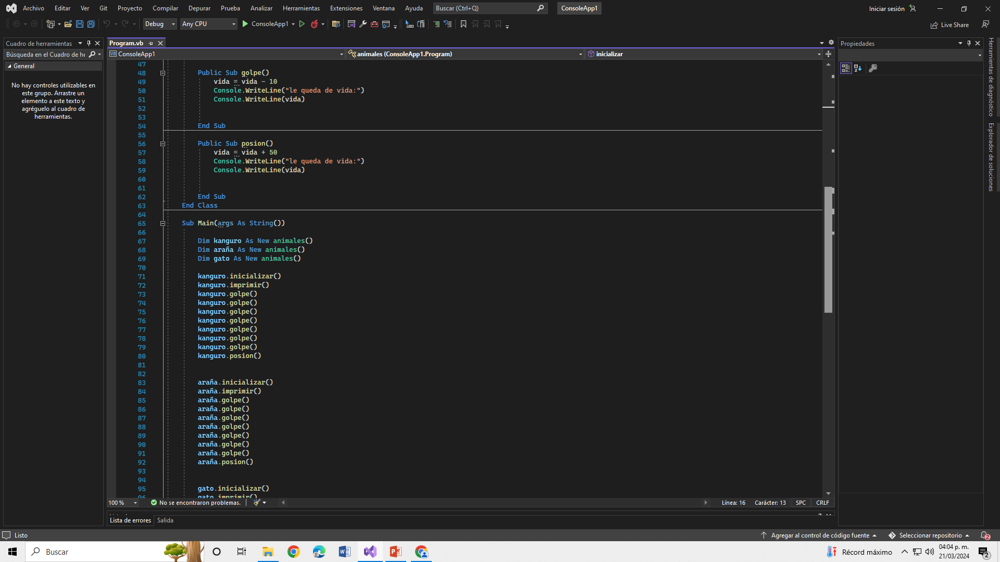 Archivo Editar Ver Git Proyecto Compilar Depurar Prueba Analizar Herramientas Extensiones Ventana Ayuda Buscar (Ctrl+Q) ConsoleApp1 Iniciar sesión
Debug Any CPU ConsoleApp1 Live Share
Cuadro de herramientas
Búsqueda en el Cuadro de he
General
No hay controles utilizables en
este grupo. Arrastre un
elemento a este texto y
agréguelo al cuadro de
herramientas.
Program.vb
VB ConsoleApp1 animales (ConsoleApp1.Program) inicializar
47
48 Public Sub golpe()
49 vida = vida - 10
50 Console.WriteLine("le queda de vida:")
51 Console.WriteLine(vida)
52
53
54 End Sub
55
56 Public Sub posion()
57 vida = vida + 50
58 Console.WriteLine("le queda de vida:")
59 Console.WriteLine(vida)
60
61
62 End Sub
63 End Class
64
65 Sub Main(args As String())
66
67 Dim kanguro As New animales()
68 Dim araña As New animales()
69 Dim gato As New animales()
70
71 kanguro.inicializar()
72 kanguro.imprimir()
73 kanguro.golpe()
74 kanguro.golpe()
75 kanguro.golpe()
76 kanguro.golpe()
77 kanguro.golpe()
78 kanguro.golpe()
79 kanguro.golpe()
80 kanguro.posion()
81
82
83 araña.inicializar()
84 araña.imprimir()
85 araña.golpe()
86 araña.golpe()
87 araña.golpe()
88 araña.golpe()
89 araña.golpe()
90 araña.golpe()
91 araña.golpe()
92 araña.posion()
93
94
95 gato.inicializar()
96 gato.imprimir()
100 % No se encontraron problemas. Línea: 16 Carácter: 13 SPC CRLF
Lista de errores Salida
Propiedades
Herramientas de diagnóstico
Explorador de soluciones
Listo Agregar al control de código fuente Seleccionar repositorio 2
Buscar Récord máximo 04:04 p. m.
21/03/2024 2